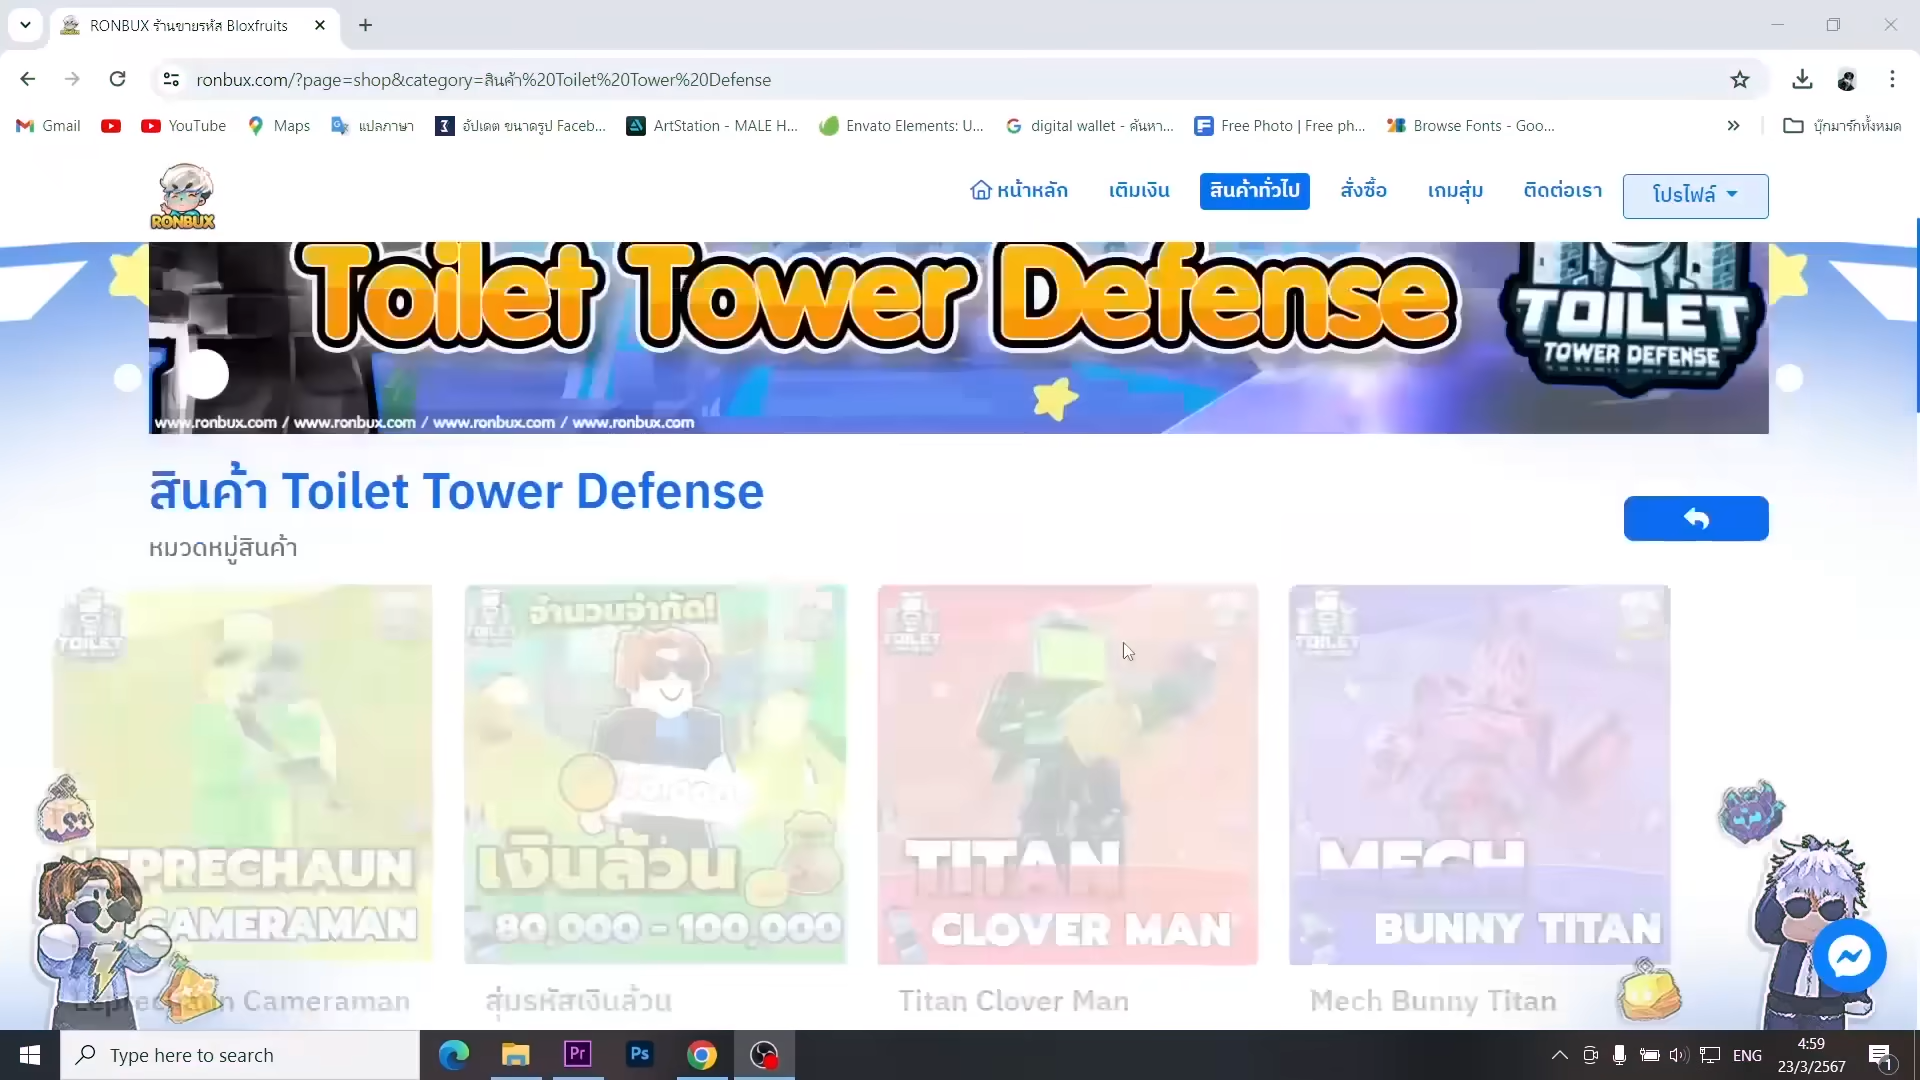 RONBUX ร้านขายรหัส Bloxfruits
ronbux.com/?page=shop&category=สินค้า%20Toilet%20Tower%20Defense
Gmail
YouTube
Maps
แปลภาษา
อัปเดต ขนาดรูป Faceb...
ArtStation - MALE H...
Envato Elements: U...
digital wallet - ค้นหา...
Free Photo | Free ph...
Browse Fonts - Goo...
บุ๊กมาร์กทั้งหมด
RONBUX
หน้าหลัก
เติมเงิน
สินค้าทั่วไป
สั่งซื้อ
เกมสุ่ม
ติดต่อเรา
โปรไฟล์
Toilet Tower Defense
TOILET
TOWER DEFENSE
www.ronbux.com / www.ronbux.com / www.ronbux.com / www.ronbux.com
สินค้า Toilet Tower Defense
หมวดหมู่สินค้า
TOILET
จำนวนจำกัด!
TOILET
TOILET
TOILET
EPRECHAUN
CAMERAMAN
เงินล้วน
80,000 - 100,000
TITAN
CLOVER MAN
MECH
BUNNY TITAN
Leprechaun Cameraman
สุ่มรหัสเงินล้วน
Titan Clover Man
Mech Bunny Titan
Type here to search
Pr
Ps
ENG
4:59
23/3/2567
1